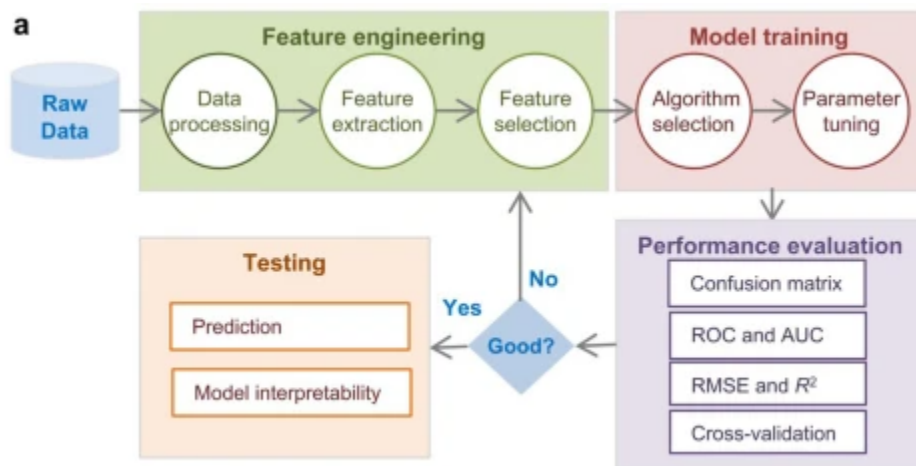 a
Feature engineering
Model training
Raw
Data
Data
processing
Feature
extraction
Feature
selection
Algorithm
selection
Parameter
tuning
Testing
Prediction
Model interpretability
Yes
No
Good?
Performance evaluation
Confusion matrix
ROC and AUC
RMSE and R²
Cross-validation